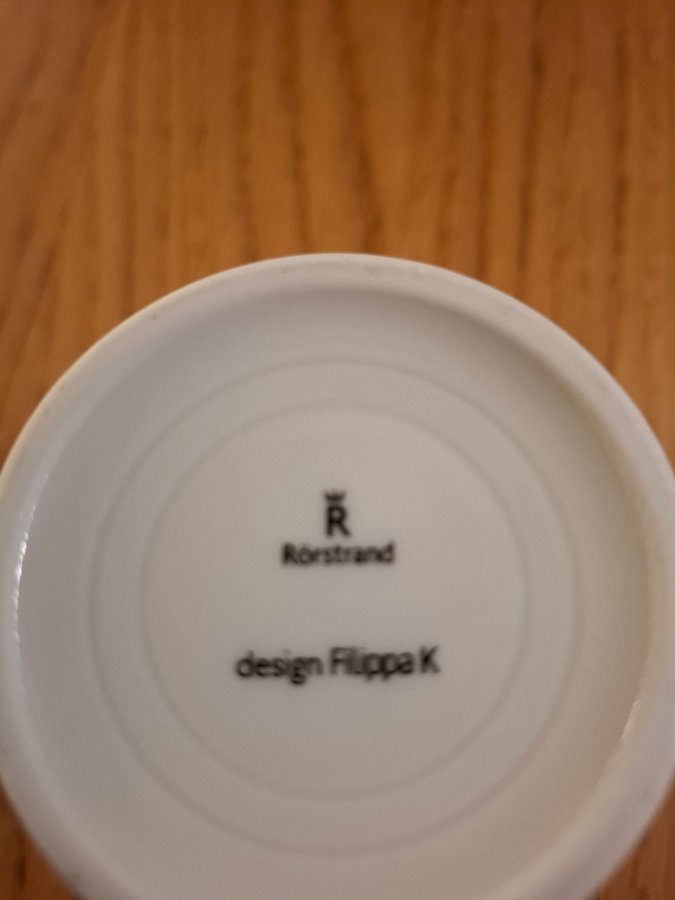 R
Rörstrand
design Filippa K